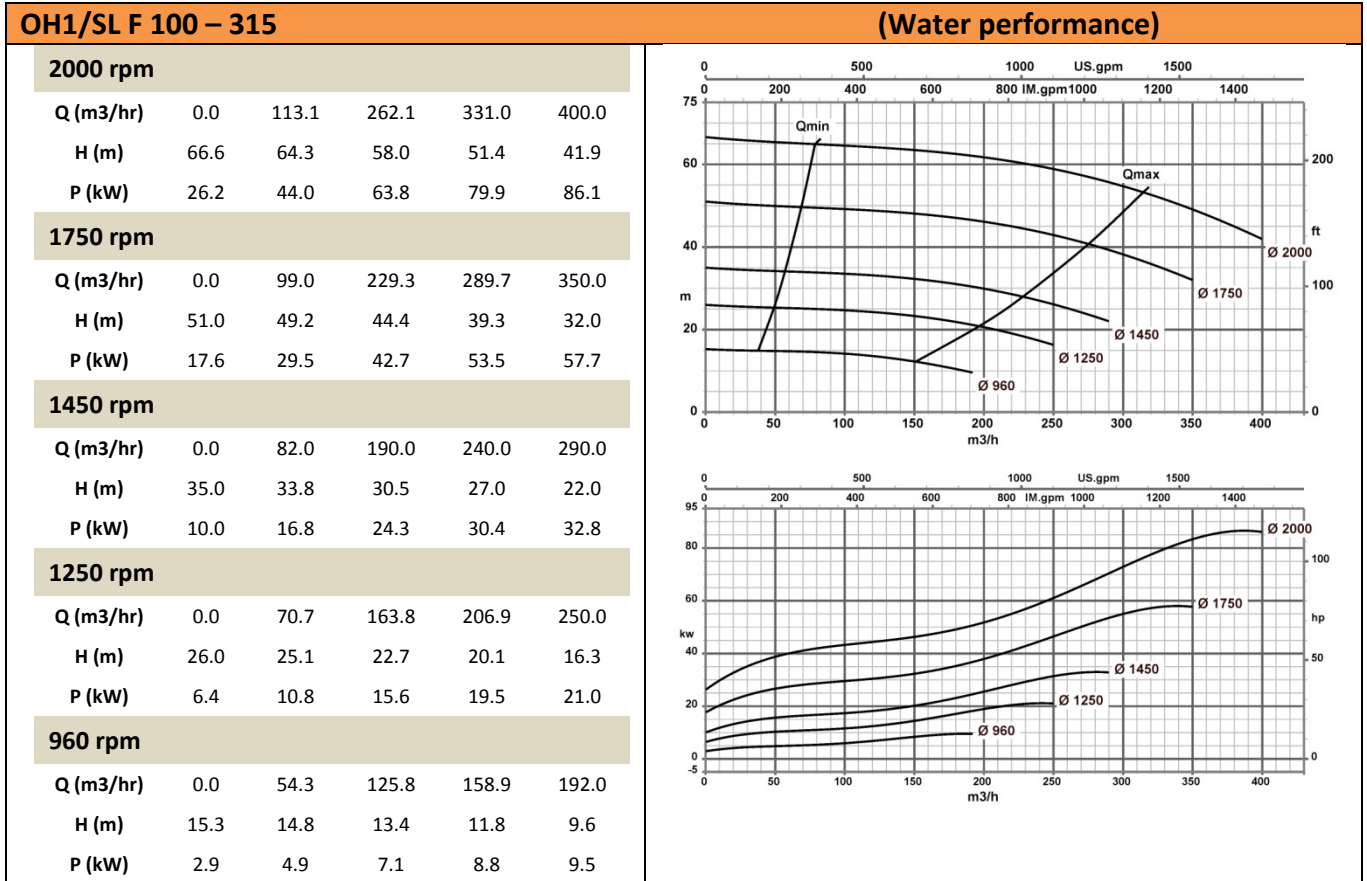 OH1/SL F 100 – 315 (Water performance)
2000 rpm
Q (m3/hr) 0.0 113.1 262.1 331.0 400.0
H (m) 66.6 64.3 58.0 51.4 41.9
P (kW) 26.2 44.0 63.8 79.9 86.1
1750 rpm
Q (m3/hr) 0.0 99.0 229.3 289.7 350.0
H (m) 51.0 49.2 44.4 39.3 32.0
P (kW) 17.6 29.5 42.7 53.5 57.7
1450 rpm
Q (m3/hr) 0.0 82.0 190.0 240.0 290.0
H (m) 35.0 33.8 30.5 27.0 22.0
P (kW) 10.0 16.8 24.3 30.4 32.8
1250 rpm
Q (m3/hr) 0.0 70.7 163.8 206.9 250.0
H (m) 26.0 25.1 22.7 20.1 16.3
P (kW) 6.4 10.8 15.6 19.5 21.0
960 rpm
Q (m3/hr) 0.0 54.3 125.8 158.9 192.0
H (m) 15.3 14.8 13.4 11.8 9.6
P (kW) 2.9 4.9 7.1 8.8 9.5
0 500 1000 US.gpm 1500
0 200 400 600 800 IM.gpm 1000 1200 1400
75
Qmin
60
200
Qmax
ft
40
Ø 2000
Ø 1750
100
m
20
Ø 1450
Ø 1250
Ø 960
0
0
0 50 100 150 200 250 300 350 400
m3/h
0 500 1000 US.gpm 1500
0 200 400 600 800 IM.gpm 1000 1200 1400
95
Ø 2000
80
100
60
Ø 1750
hp
kw
40
50
Ø 1450
20
Ø 1250
Ø 960
0
0
-5
0 50 100 150 200 250 300 350 400
m3/h